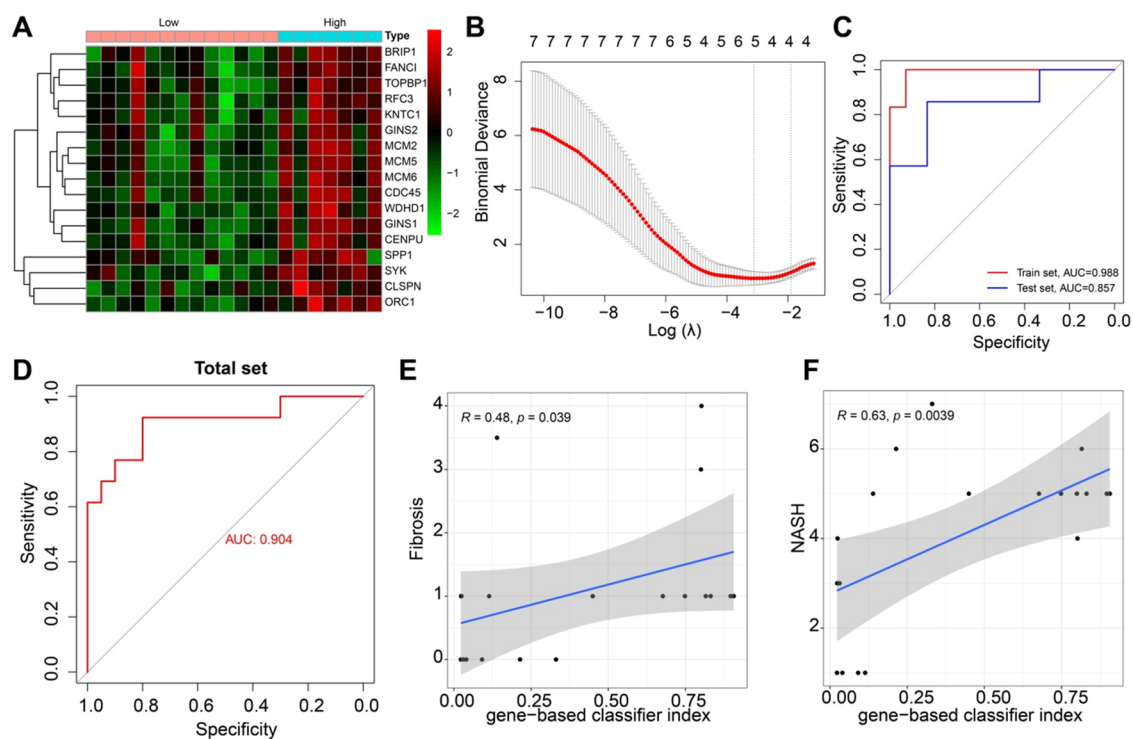 A
Low
High
Type
BRIP1
FANCI
TOPBP1
RFC3
KNTC1
GINS2
MCM2
MCM5
MCM6
CDC45
WDHD1
GINS1
CENPU
SPP1
SYK
CLSPN
ORC1
2
1
0
−1
−2
B
7 7 7 7 7 7 7 6 5 4 5 6 5 4 4 4
Binomial Deviance
6
4
2
−10 −8 −6 −4 −2
Log (λ)
C
Sensitivity
1.0
0.8
0.6
0.4
0.2
0.0
Train set, AUC=0.988
Test set, AUC=0.857
1.0 0.8 0.6 0.4 0.2 0.0
Specificity
D
Total set
Sensitivity
1.0
0.8
0.6
0.4
0.2
0.0
AUC: 0.904
1.0 0.8 0.6 0.4 0.2 0.0
Specificity
E
R = 0.48, p = 0.039
Fibrosis
4
3
2
1
0
0.00 0.25 0.50 0.75
gene−based classifier index
F
R = 0.63, p = 0.0039
NASH
6
4
2
0.00 0.25 0.50 0.75
gene−based classifier index